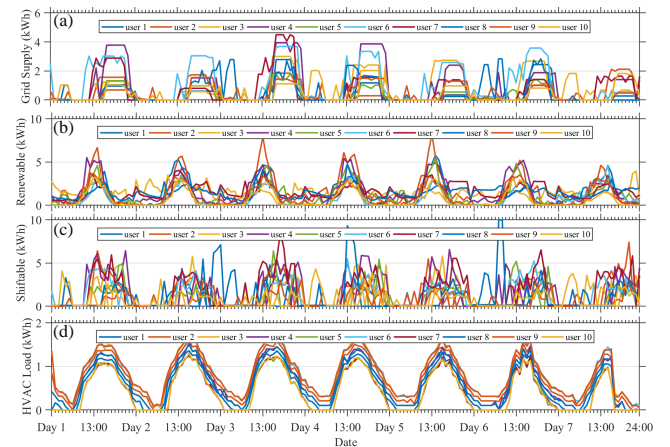 (a)
Grid Supply (kWh)
6
4
2
0
user 1 user 2 user 3 user 4 user 5 user 6 user 7 user 8 user 9 user 10
(b)
Renewable (kWh)
10
5
0
user 1 user 2 user 3 user 4 user 5 user 6 user 7 user 8 user 9 user 10
(c)
Shiftable (kWh)
10
5
0
user 1 user 2 user 3 user 4 user 5 user 6 user 7 user 8 user 9 user 10
(d)
HVAC Load (kWh)
2
1
0
user 1 user 2 user 3 user 4 user 5 user 6 user 7 user 8 user 9 user 10
Day 1 13:00 Day 2 13:00 Day 3 13:00 Day 4 13:00 Day 5 13:00 Day 6 13:00 Day 7 13:00 24:00
Date